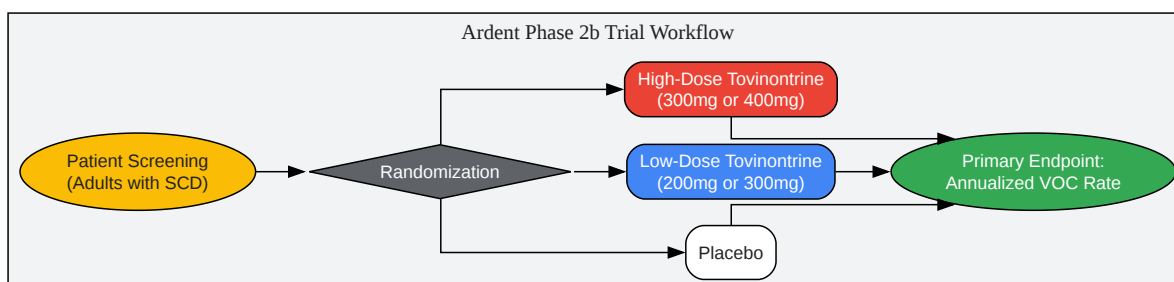 Ardent Phase 2b Trial Workflow
High-Dose Tovinontrine
(300mg or 400mg)
Patient Screening
(Adults with SCD)
Randomization
Low-Dose Tovinontrine
(200mg or 300mg)
Primary Endpoint:
Annualized VOC Rate
Placebo